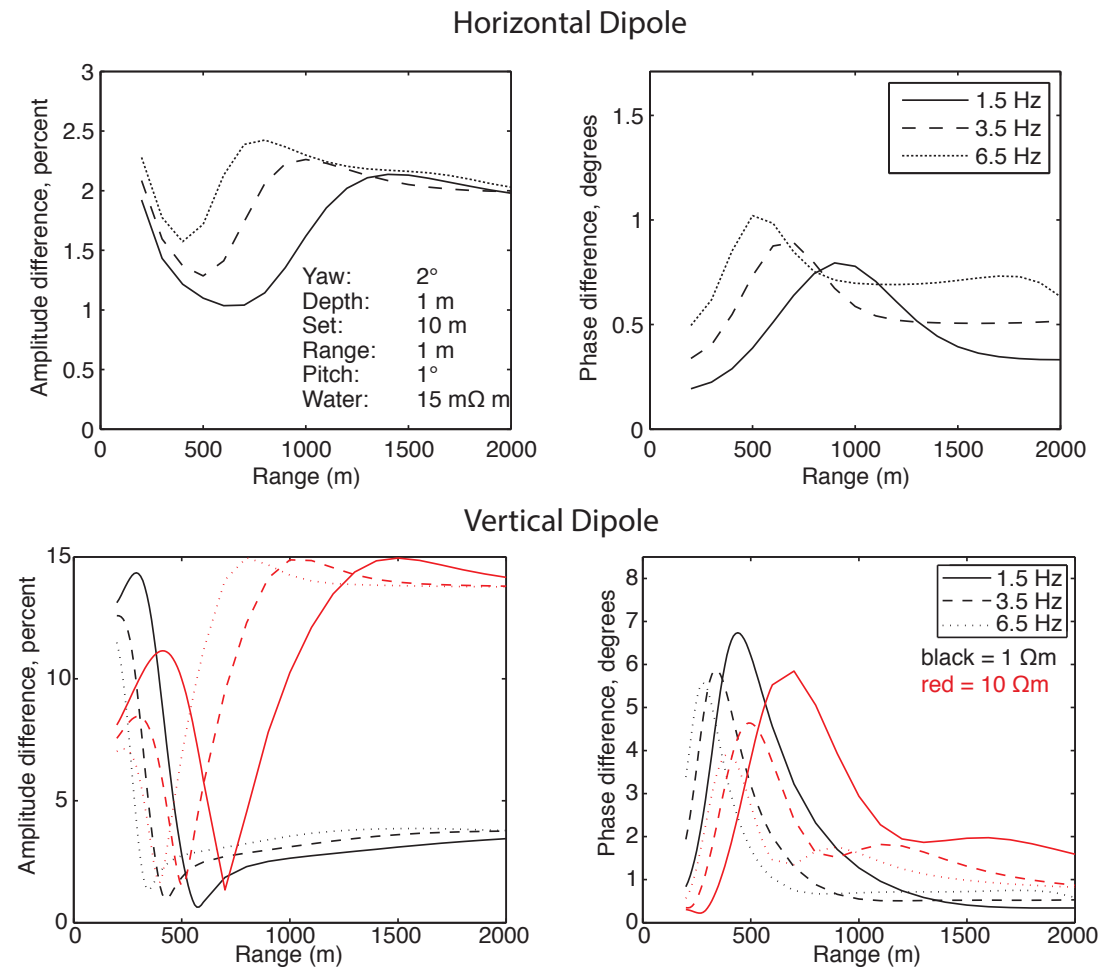 Horizontal Dipole
3
2.5
2
1.5
1
0.5
0
Amplitude difference, percent
0 500 1000 1500 2000
Range (m)
Yaw: 2°
Depth: 1 m
Set: 10 m
Range: 1 m
Pitch: 1°
Water: 15 mΩ m
1.5
1
0.5
0
Phase difference, degrees
0 500 1000 1500 2000
Range (m)
1.5 Hz
3.5 Hz
6.5 Hz
Vertical Dipole
15
10
5
0
Amplitude difference, percent
0 500 1000 1500 2000
Range (m)
8
7
6
5
4
3
2
1
0
Phase difference, degrees
0 500 1000 1500 2000
Range (m)
1.5 Hz
3.5 Hz
6.5 Hz
black = 1 Ωm
red = 10 Ωm